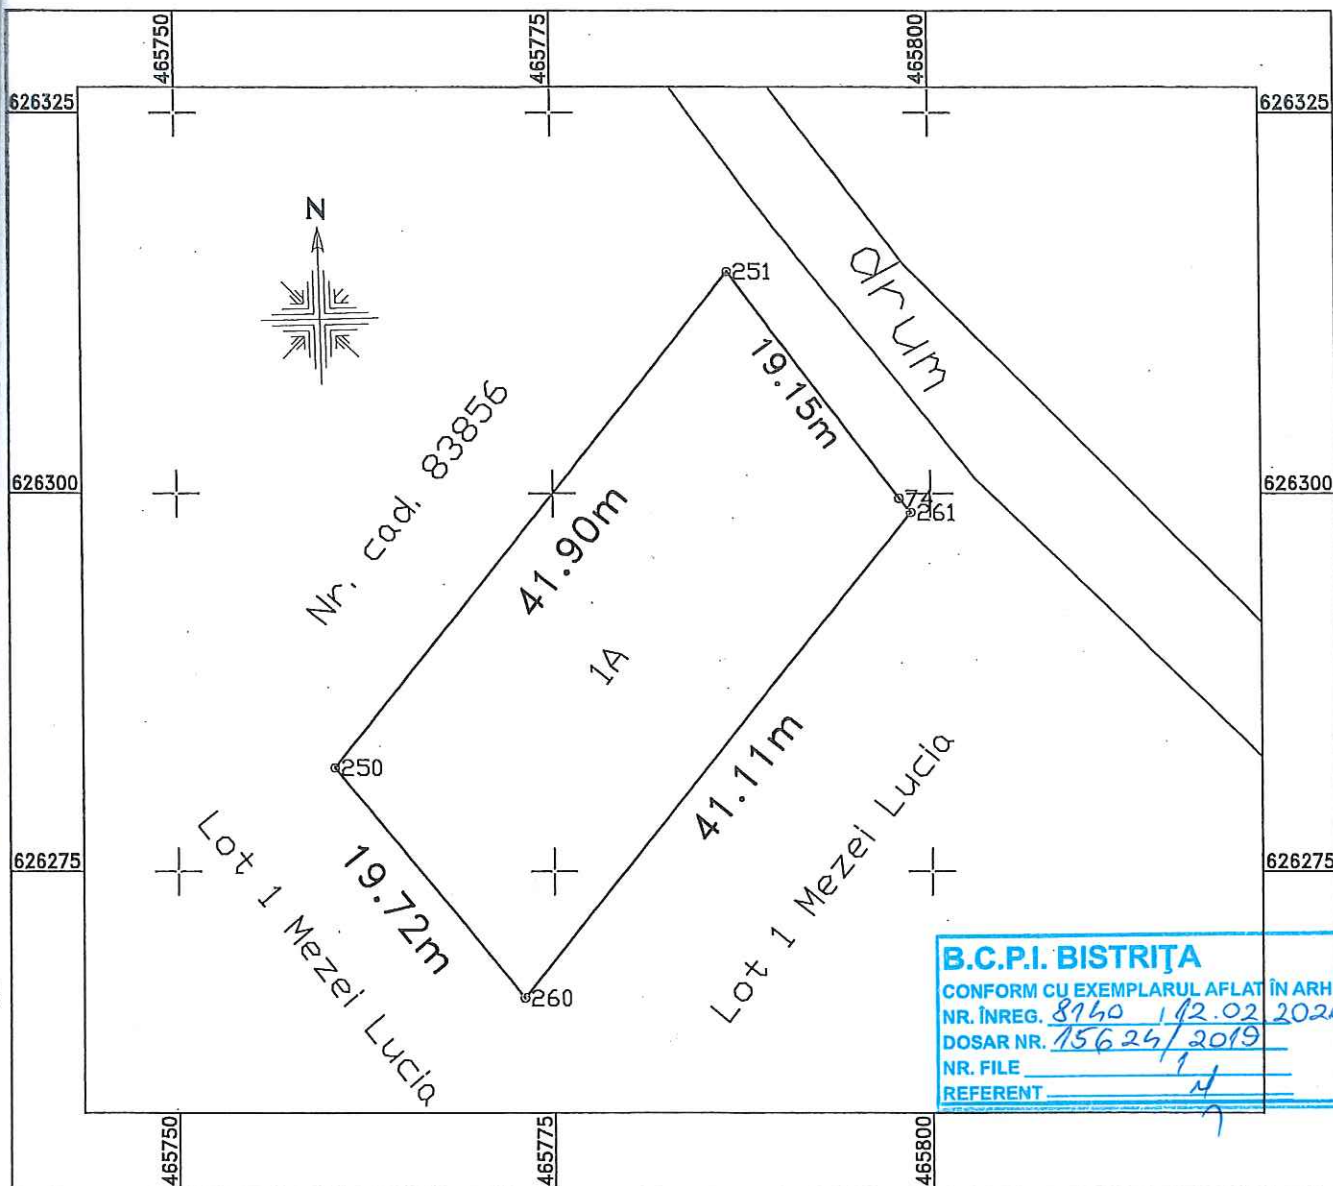 465750
465775
465800
626325
626325
N
251
drum
19.15m
Nr. cad. 83856
626300
626300
74
261
41.90m
1A
250
41.11m
Lot 1 Mezei Lucia
19.72m
Lot 1 Mezei Lucia
626275
626275
260
B.C.P.I. BISTRIȚA
CONFORM CU EXEMPLARUL AFLAT ÎN ARH
NR. ÎNREG. 8140 / 12.02.202
DOSAR NR. 15624/2019
NR. FILE 1
REFERENT
465750
465775
465800